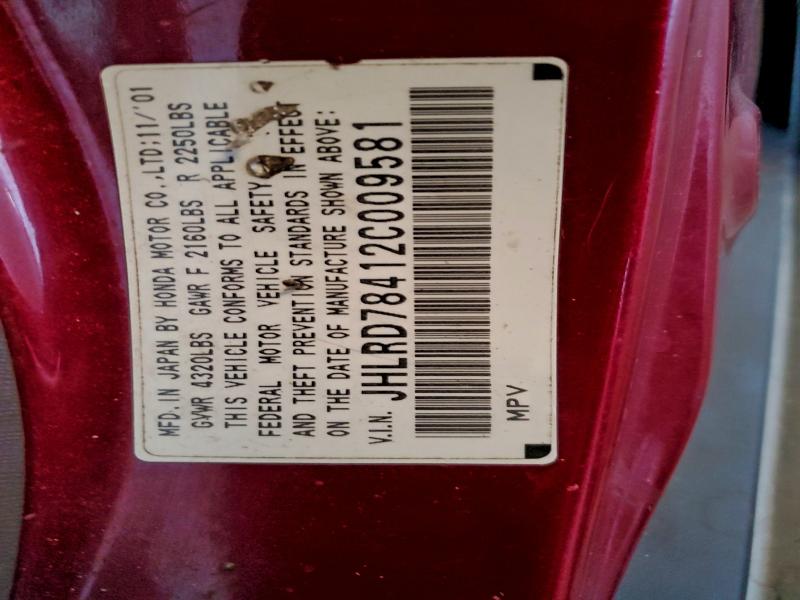 MFD. IN JAPAN BY HONDA MOTOR CO., LTD; 11/'01
GVWR 4320LBS GAWR F 2160LBS R 2250LBS
THIS VEHICLE CONFORMS TO ALL APPLICABLE
FEDERAL MOTOR VEHICLE SAFETY
AND THEFT PREVENTION STANDARDS IN EFFECT
ON THE DATE OF MANUFACTURE SHOWN ABOVE:
V.I.N. JHLRD78412C009581
MPV